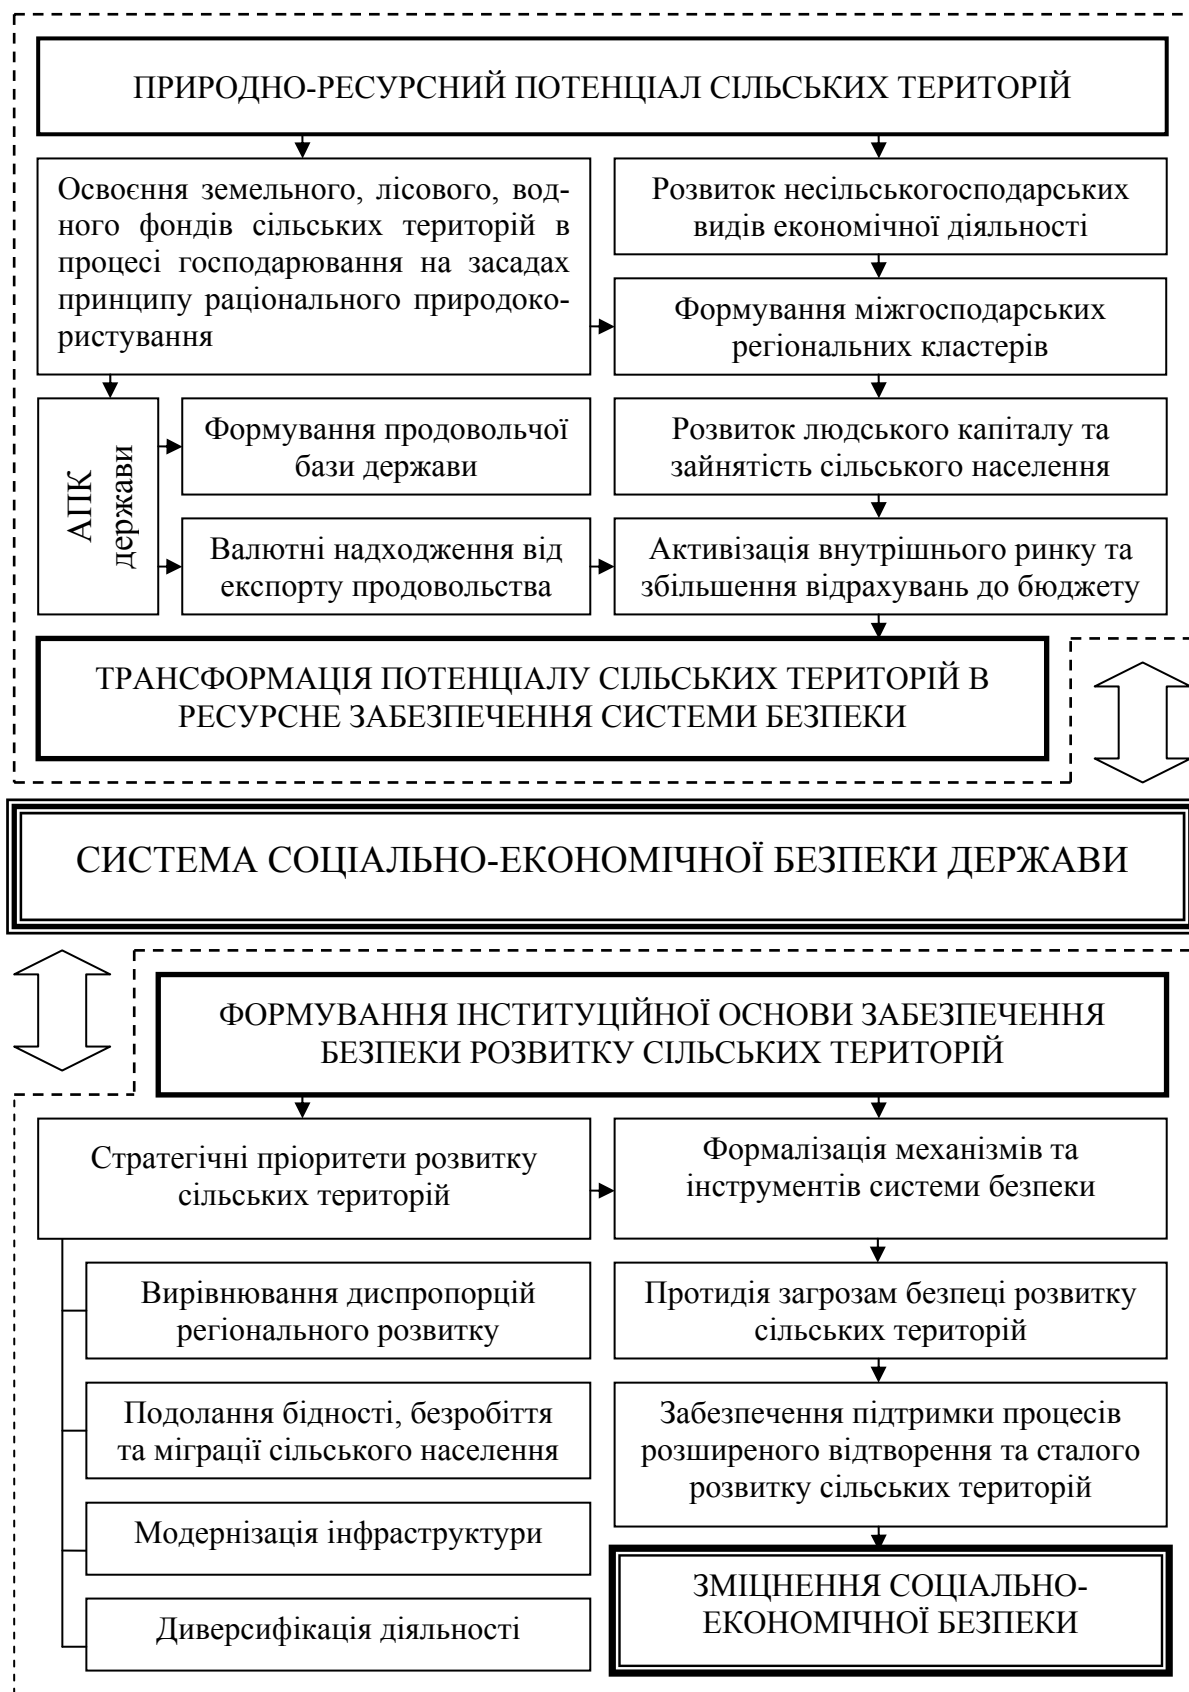 ПРИРОДНО-РЕСУРСНИЙ ПОТЕНЦІАЛ СІЛЬСЬКИХ ТЕРИТОРІЙ
Освоєння земельного, лісового, вод-
ного фондів сільських територій в
процесі господарювання на засадах
принципу раціонального природоко-
ристування
Розвиток несільськогосподарських
видів економічної діяльності
Формування міжгосподарських
регіональних кластерів
АПК
держави
Формування продовольчої
бази держави
Розвиток людського капіталу та
зайнятість сільського населення
Валютні надходження від
експорту продовольства
Активізація внутрішнього ринку та
збільшення відрахувань до бюджету
ТРАНСФОРМАЦІЯ ПОТЕНЦІАЛУ СІЛЬСЬКИХ ТЕРИТОРІЙ В
РЕСУРСНЕ ЗАБЕЗПЕЧЕННЯ СИСТЕМИ БЕЗПЕКИ
СИСТЕМА СОЦІАЛЬНО-ЕКОНОМІЧНОЇ БЕЗПЕКИ ДЕРЖАВИ
ФОРМУВАННЯ ІНСТИТУЦІЙНОЇ ОСНОВИ ЗАБЕЗПЕЧЕННЯ
БЕЗПЕКИ РОЗВИТКУ СІЛЬСЬКИХ ТЕРИТОРІЙ
Стратегічні пріоритети розвитку
сільських територій
Формалізація механізмів та
інструментів системи безпеки
Вирівнювання диспропорцій
регіонального розвитку
Протидія загрозам безпеці розвитку
сільських територій
Подолання бідності, безробіття
та міграції сільського населення
Забезпечення підтримки процесів
розширеного відтворення та сталого
розвитку сільських територій
Модернізація інфраструктури
Диверсифікація діяльності
ЗМІЦНЕННЯ СОЦІАЛЬНО-
ЕКОНОМІЧНОЇ БЕЗПЕКИ